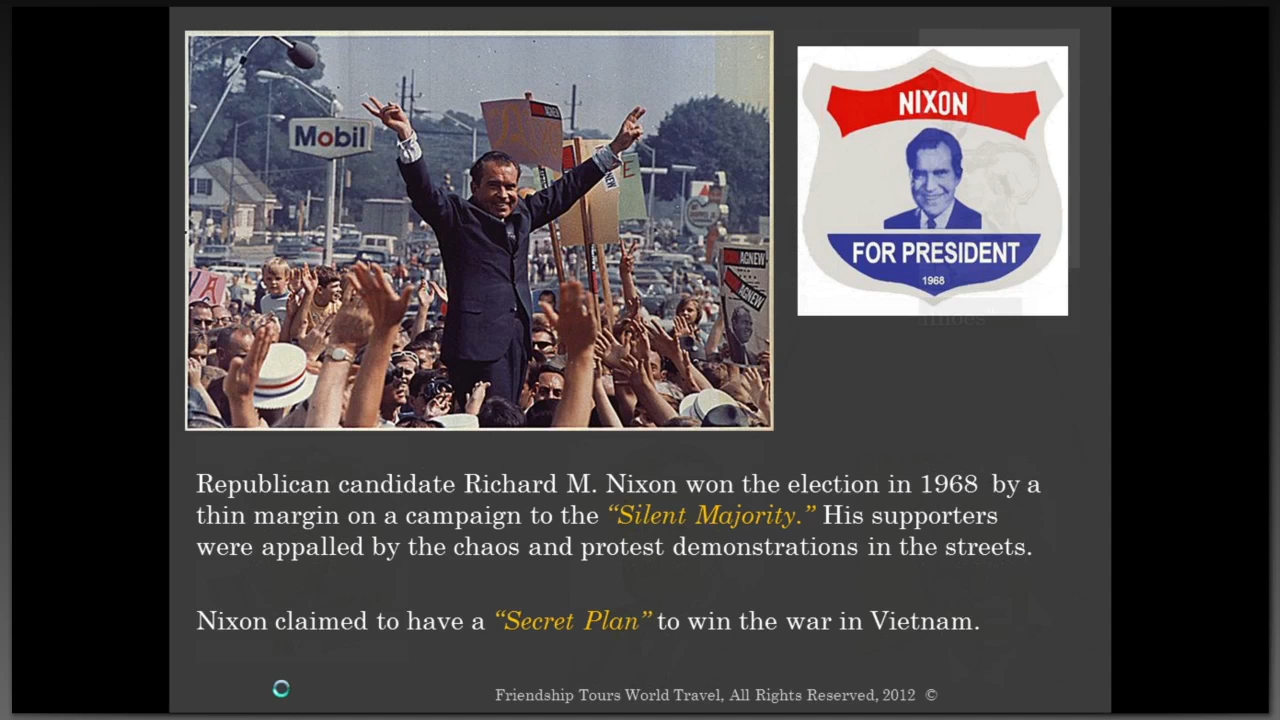 Mobil
AGNEW
AGNEW
NIXON
FOR PRESIDENT
1968
Republican candidate Richard M. Nixon won the election in 1968 by a
thin margin on a campaign to the “Silent Majority.” His supporters
were appalled by the chaos and protest demonstrations in the streets.
Nixon claimed to have a “Secret Plan” to win the war in Vietnam.
Friendship Tours World Travel, All Rights Reserved, 2012 ©